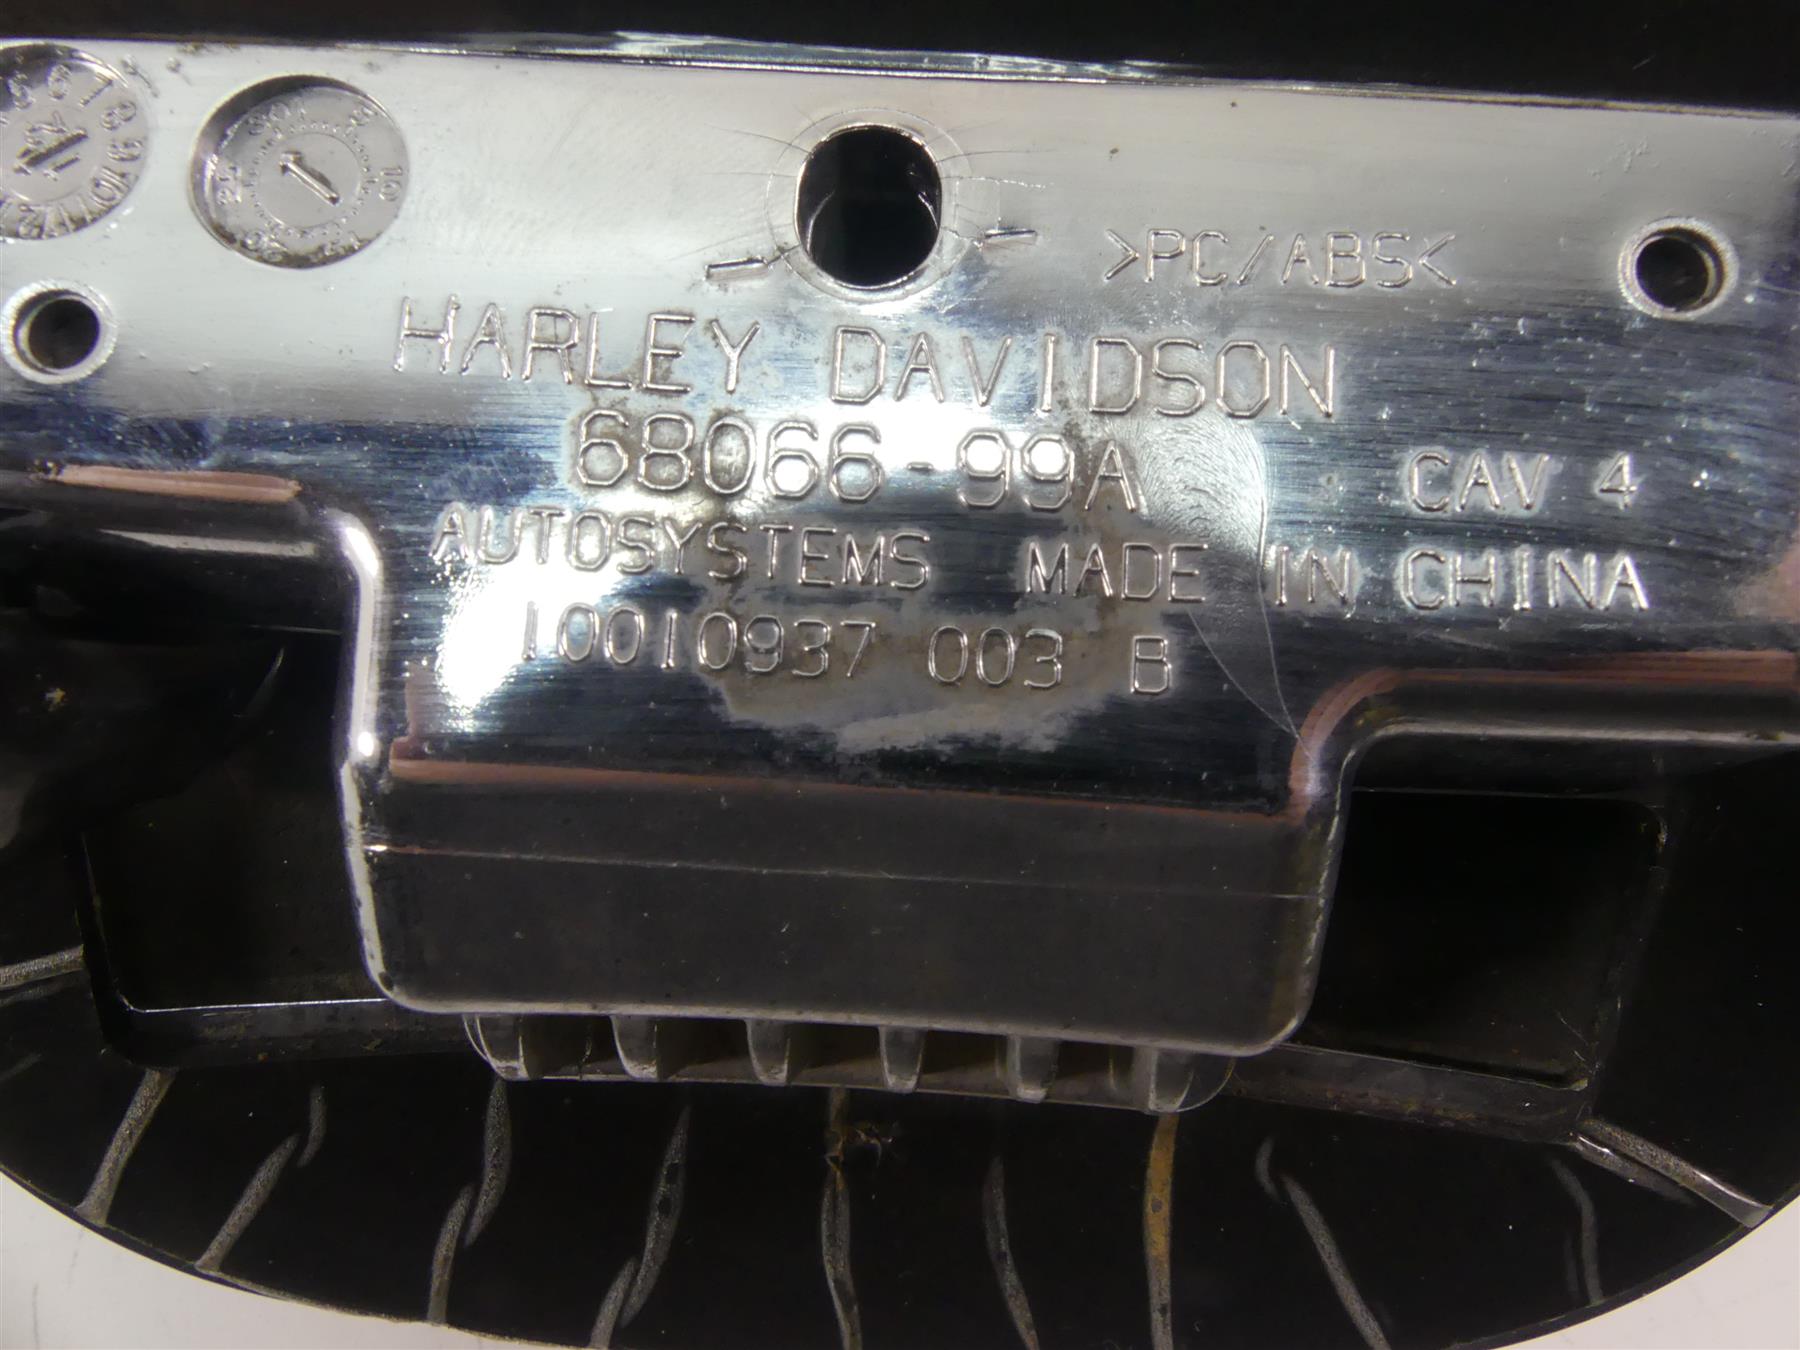 >PC/ABS<
HARLEY DAVIDSON
68066-99A CAV 4
AUTOSYSTEMS MADE IN CHINA
10010937 003 B